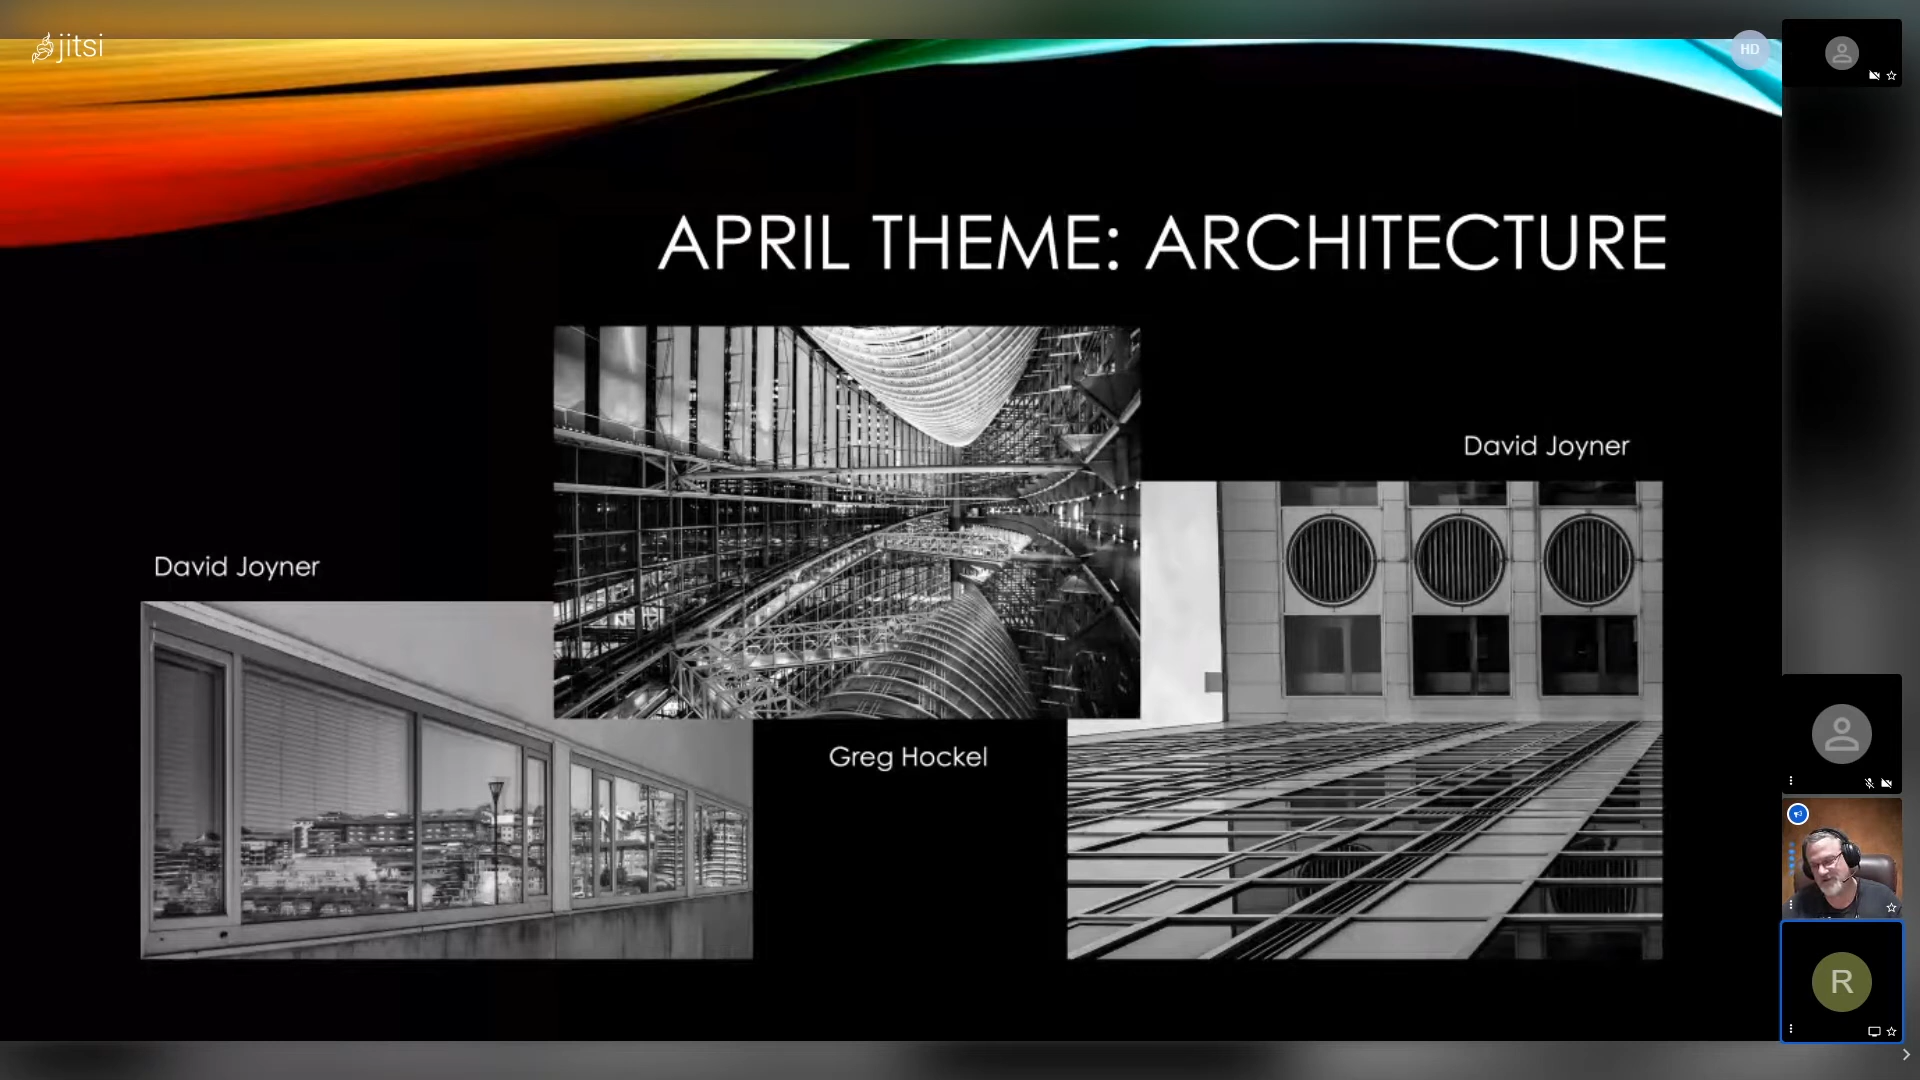 jitsi
HD
APRIL THEME: ARCHITECTURE
David Joyner
David Joyner
Greg Hockel
R